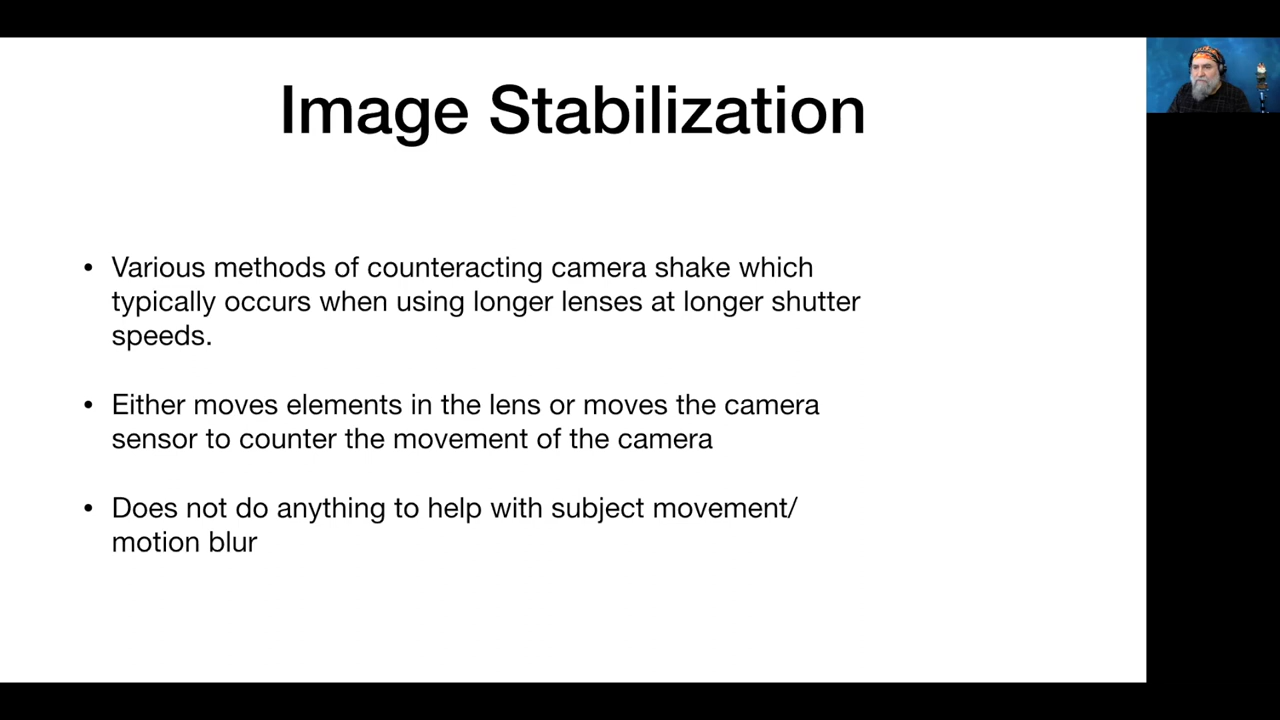 Image Stabilization
• Various methods of counteracting camera shake which
typically occurs when using longer lenses at longer shutter
speeds.
• Either moves elements in the lens or moves the camera
sensor to counter the movement of the camera
• Does not do anything to help with subject movement/
motion blur